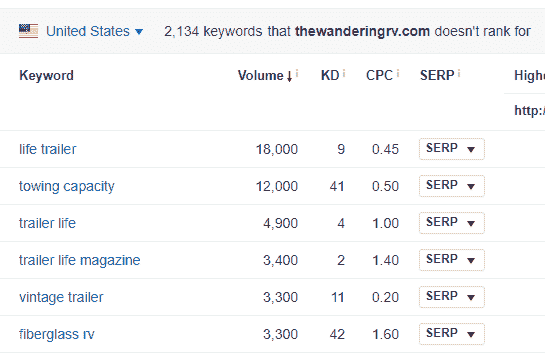 United States 2,134 keywords that thewanderingrv.com doesn't rank for
Keyword Volume KD CPC SERP Highe
http:/
life trailer 18,000 9 0.45 SERP
towing capacity 12,000 41 0.50 SERP
trailer life 4,900 4 1.00 SERP
trailer life magazine 3,400 2 1.40 SERP
vintage trailer 3,300 11 0.20 SERP
fiberglass rv 3,300 42 1.60 SERP